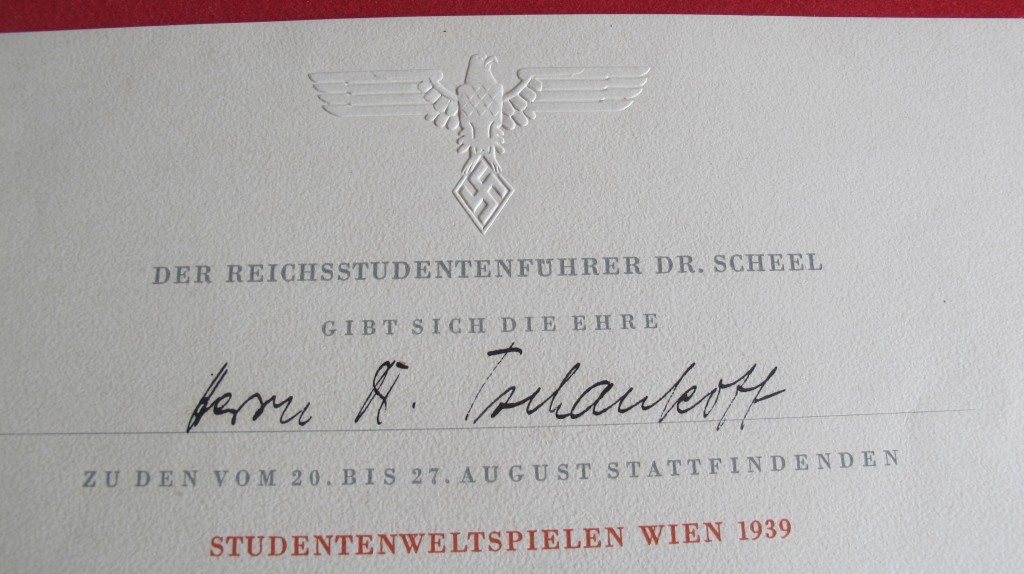 DER REICHSSTUDENTENFÜHRER DR. SCHEEL
GIBT SICH DIE EHRE
Herrn K. Tschankoff
ZU DEN VOM 20. BIS 27. AUGUST STATTFINDENDEN
STUDENTENWELTSPIELEN WIEN 1939